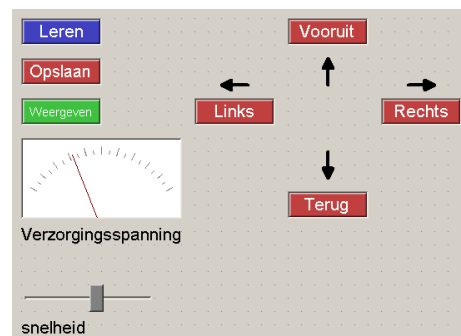 Leren
Vooruit
Opslaan
Weergeven
Links
Rechts
Terug
Verzorgingsspanning
snelheid